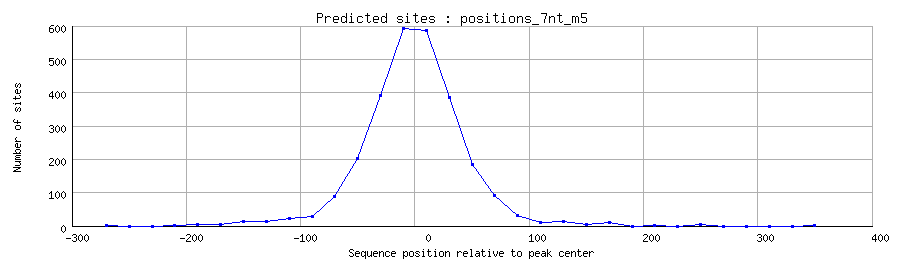 Predicted sites : positions_7nt_m5
600
500
400
300
200
100
0
Number of sites
-300 -200 -100 0 100 200 300 400
Sequence position relative to peak center